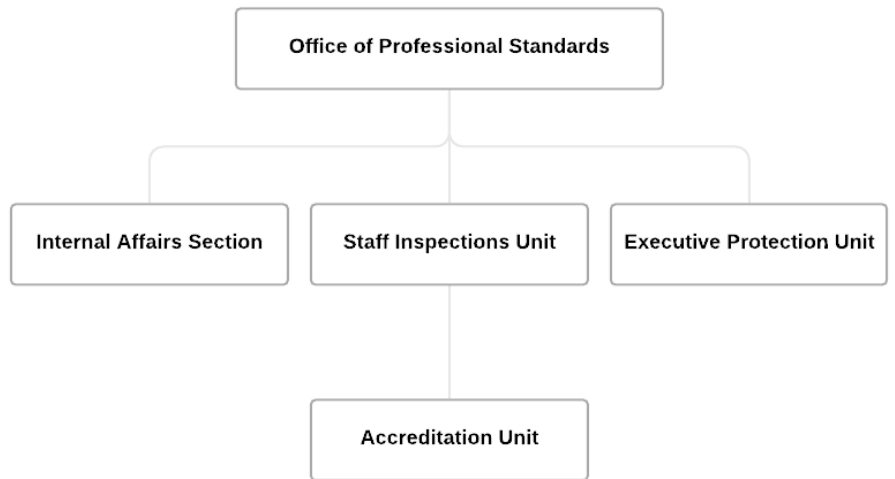 Office of Professional Standards
Internal Affairs Section
Staff Inspections Unit
Executive Protection Unit
Accreditation Unit